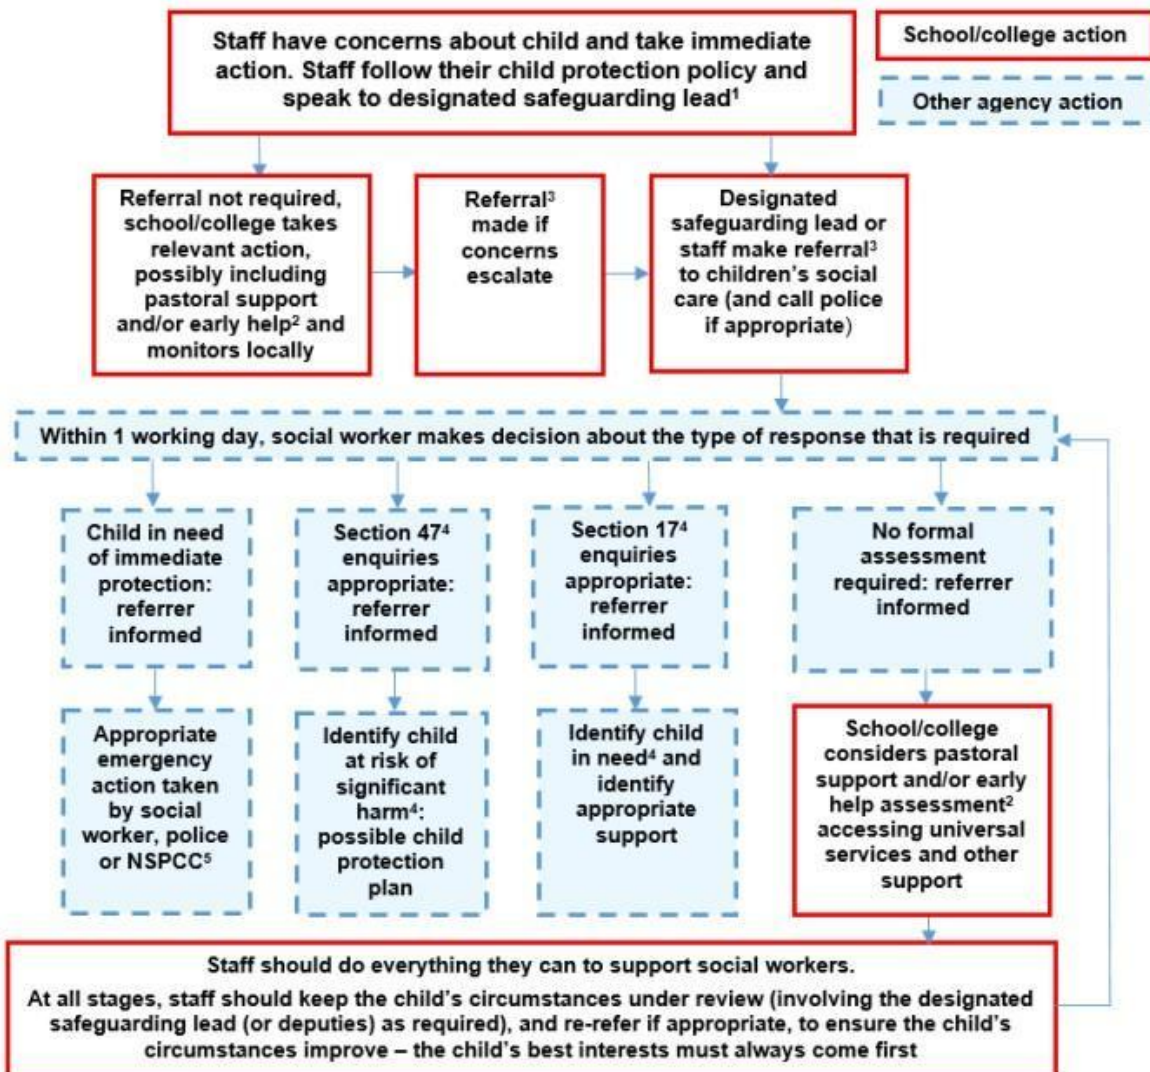 Staff have concerns about child and take immediate
action. Staff follow their child protection policy and
speak to designated safeguarding lead¹
School/college action
Other agency action
Referral not required,
school/college takes
relevant action,
possibly including
pastoral support
and/or early help² and
monitors locally
Referral³
made if
concerns
escalate
Designated
safeguarding lead or
staff make referral³
to children’s social
care (and call police
if appropriate)
Within 1 working day, social worker makes decision about the type of response that is required
Child in need
of immediate
protection:
referrer
informed
Section 47⁴
enquiries
appropriate:
referrer
informed
Section 17⁴
enquiries
appropriate:
referrer
informed
No formal
assessment
required: referrer
informed
Appropriate
emergency
action taken
by social
worker, police
or NSPCC⁵
Identify child
at risk of
significant
harm⁴:
possible child
protection
plan
Identify child
in need⁴ and
identify
appropriate
support
School/college
considers pastoral
support and/or early
help assessment²
accessing universal
services and other
support
Staff should do everything they can to support social workers.
At all stages, staff should keep the child’s circumstances under review (involving the designated
safeguarding lead (or deputies) as required), and re-refer if appropriate, to ensure the child’s
circumstances improve – the child’s best interests must always come first